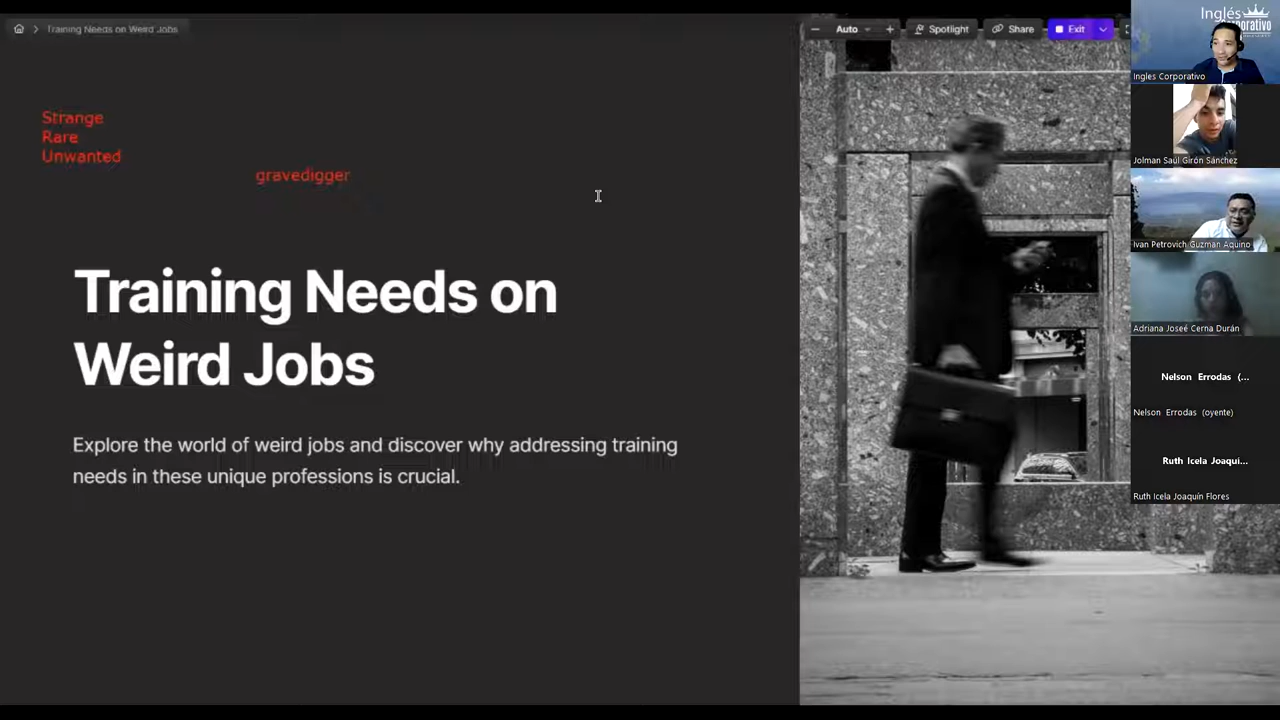 Training Needs on Weird Jobs
Auto
Spotlight
Share
Exit
Strange
Rare
Unwanted
gravedigger
Training Needs on
Weird Jobs
Explore the world of weird jobs and discover why addressing training
needs in these unique professions is crucial.
Inglés
Corporativo
Ingles Corporativo
Jolman Saúl Girón Sánchez
Ivan Petrovich Guzman Aquino
Adriana Joseé Cerna Durán
Nelson Errodas (...
Nelson Errodas (oyente)
Ruth Icela Joaqui...
Ruth Icela Joaquín Flores